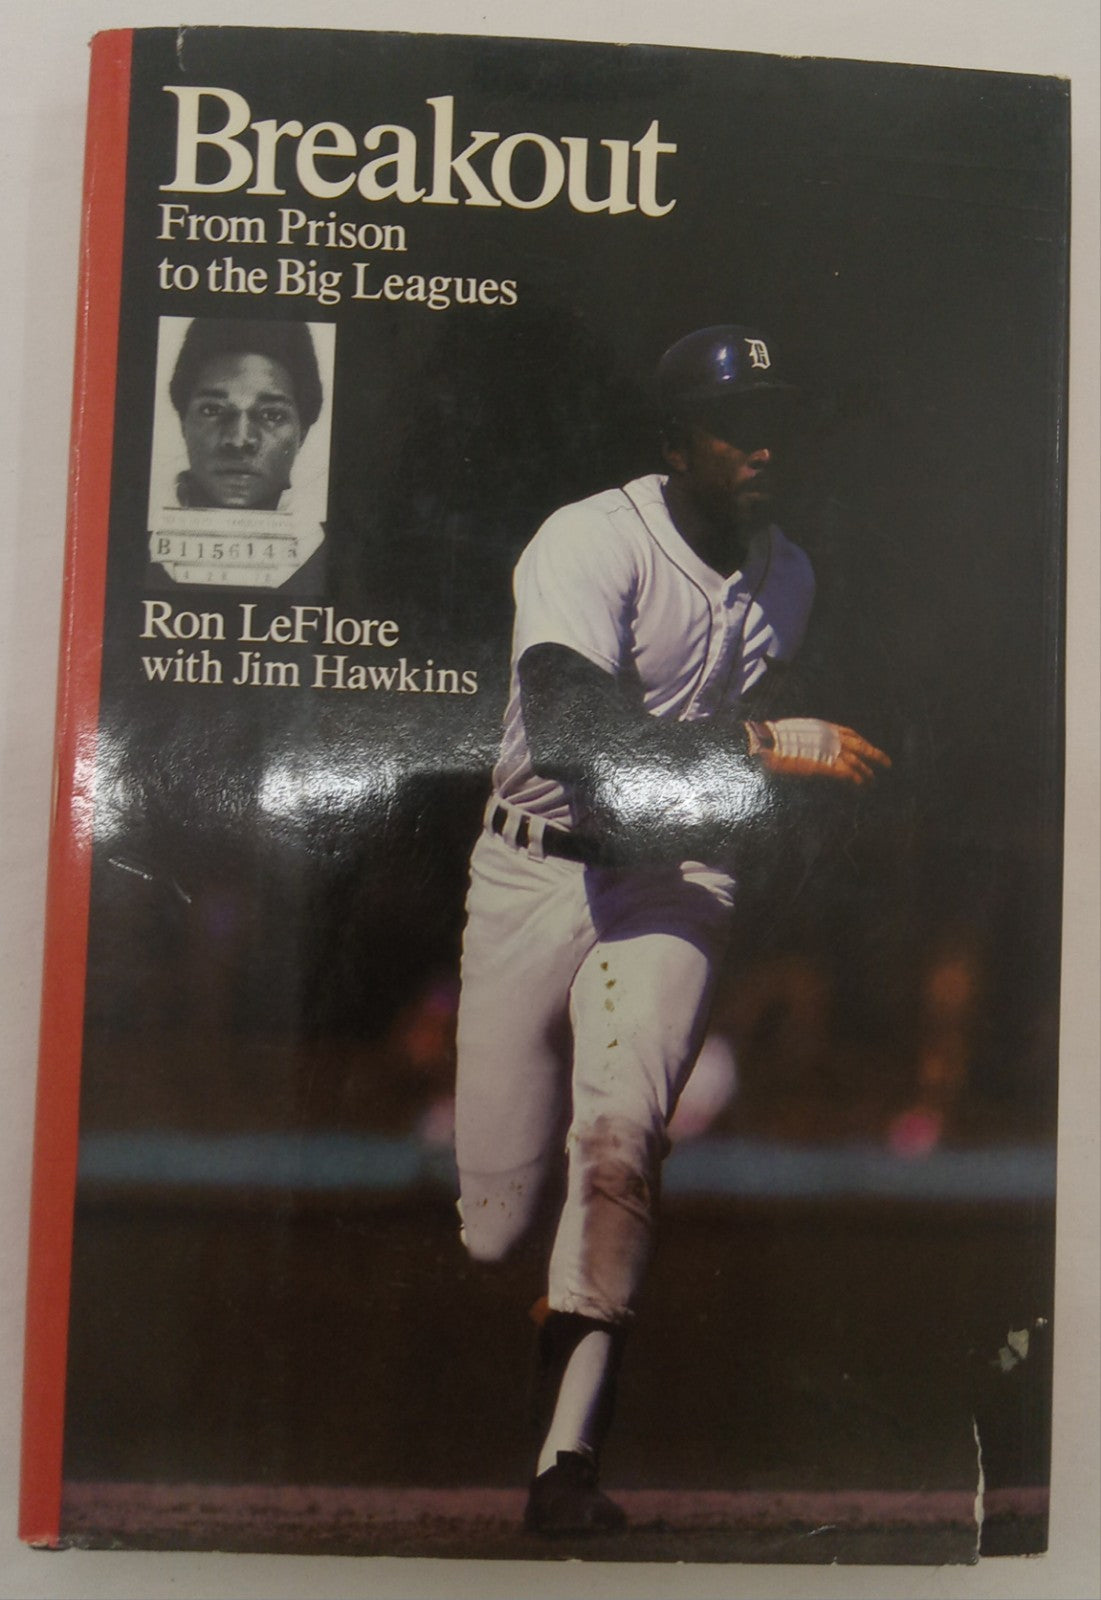 Breakout
From Prison
to the Big Leagues
D
B115614
Ron LeFlore
with Jim Hawkins